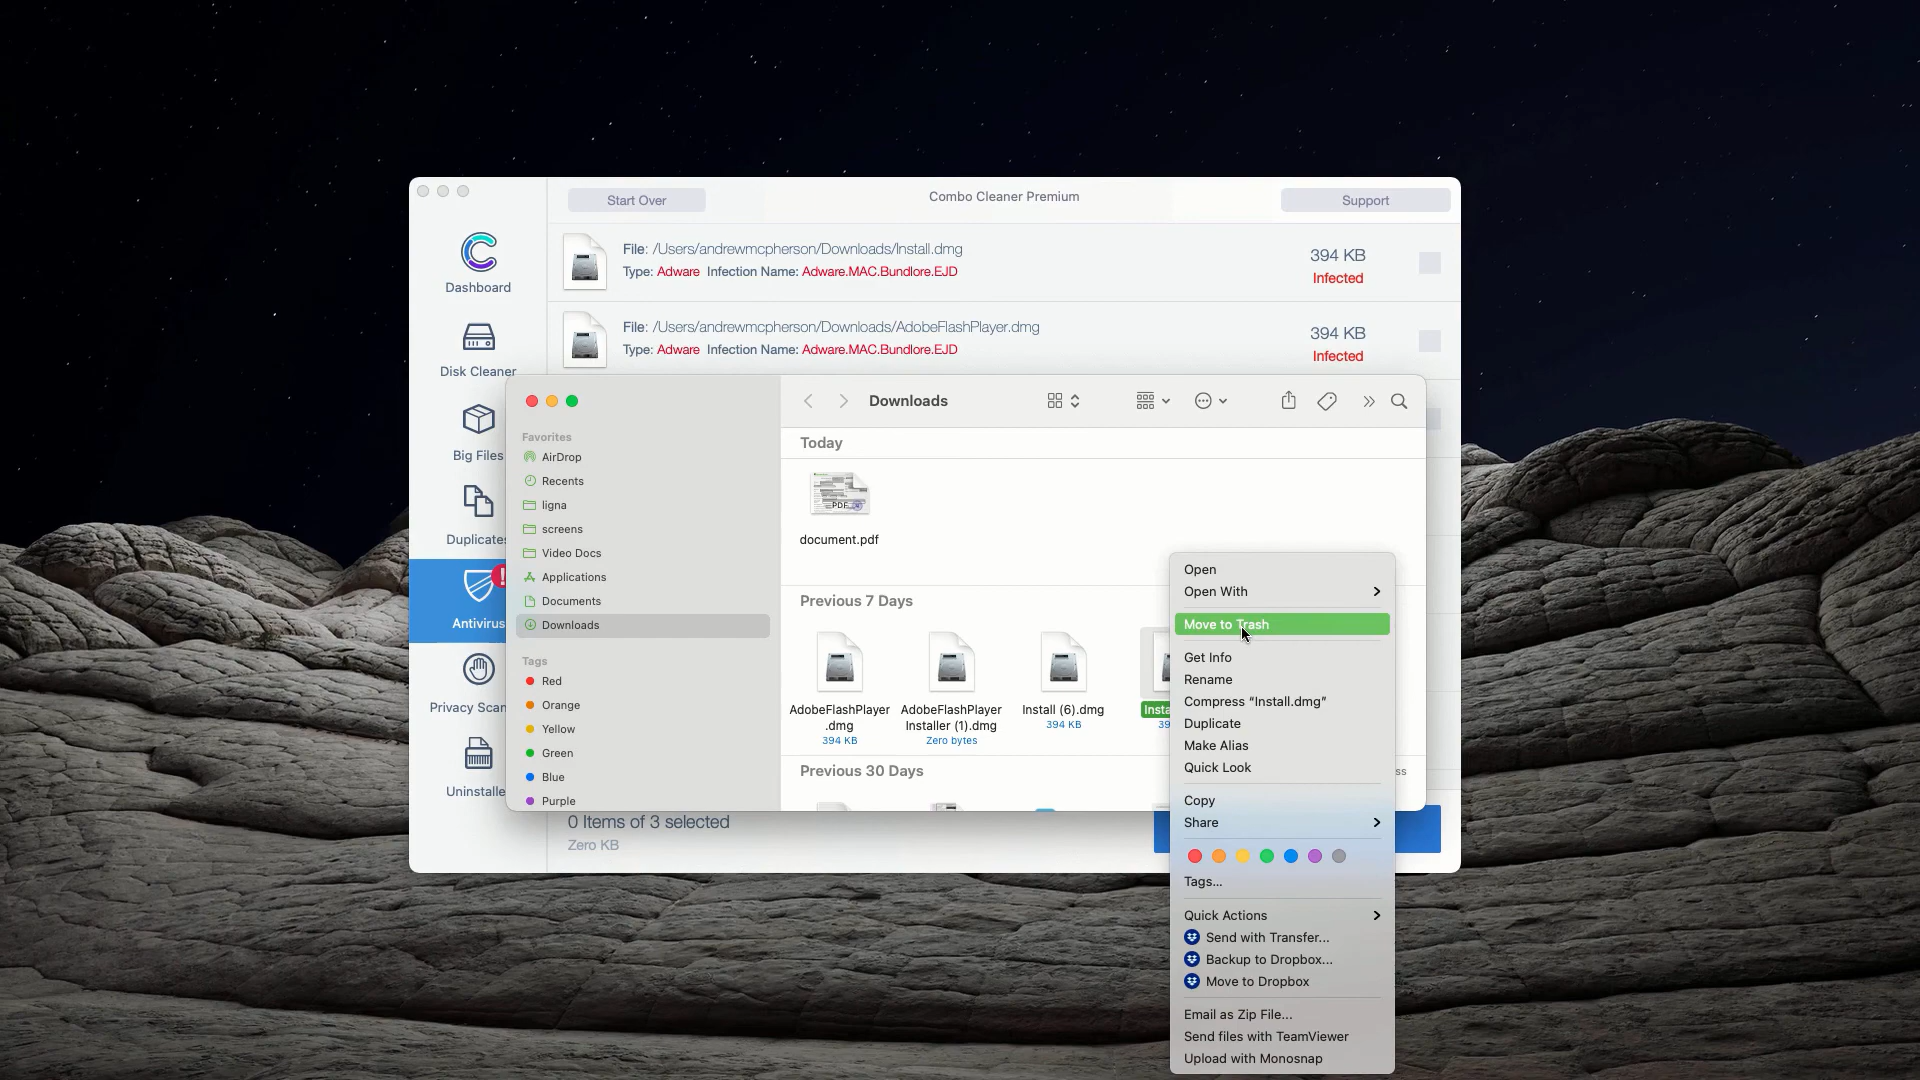 Start Over
Combo Cleaner Premium
Support
Dashboard
Disk Cleaner
Big Files
Duplicates
Antivirus
Privacy Scan
Uninstalle
File: /Users/andrewmcpherson/Downloads/Install.dmg
Type: Adware Infection Name: Adware.MAC.Bundlore.EJD
394 KB
Infected
File: /Users/andrewmcpherson/Downloads/AdobeFlashPlayer.dmg
Type: Adware Infection Name: Adware.MAC.Bundlore.EJD
394 KB
Infected
Favorites
AirDrop
Recents
ligna
screens
Video Docs
Applications
Documents
Downloads
Tags
Red
Orange
Yellow
Green
Blue
Purple
Downloads
Today
PDF
document.pdf
Previous 7 Days
AdobeFlashPlayer
.dmg
394 KB
AdobeFlashPlayer
Installer (1).dmg
Zero bytes
Install (6).dmg
394 KB
Insta
39
Previous 30 Days
ss
Open
Open With
Move to Trash
Get Info
Rename
Compress “Install.dmg”
Duplicate
Make Alias
Quick Look
Copy
Share
Tags...
Quick Actions
Send with Transfer...
Backup to Dropbox...
Move to Dropbox
Email as Zip File...
Send files with TeamViewer
Upload with Monosnap
0 Items of 3 selected
Zero KB